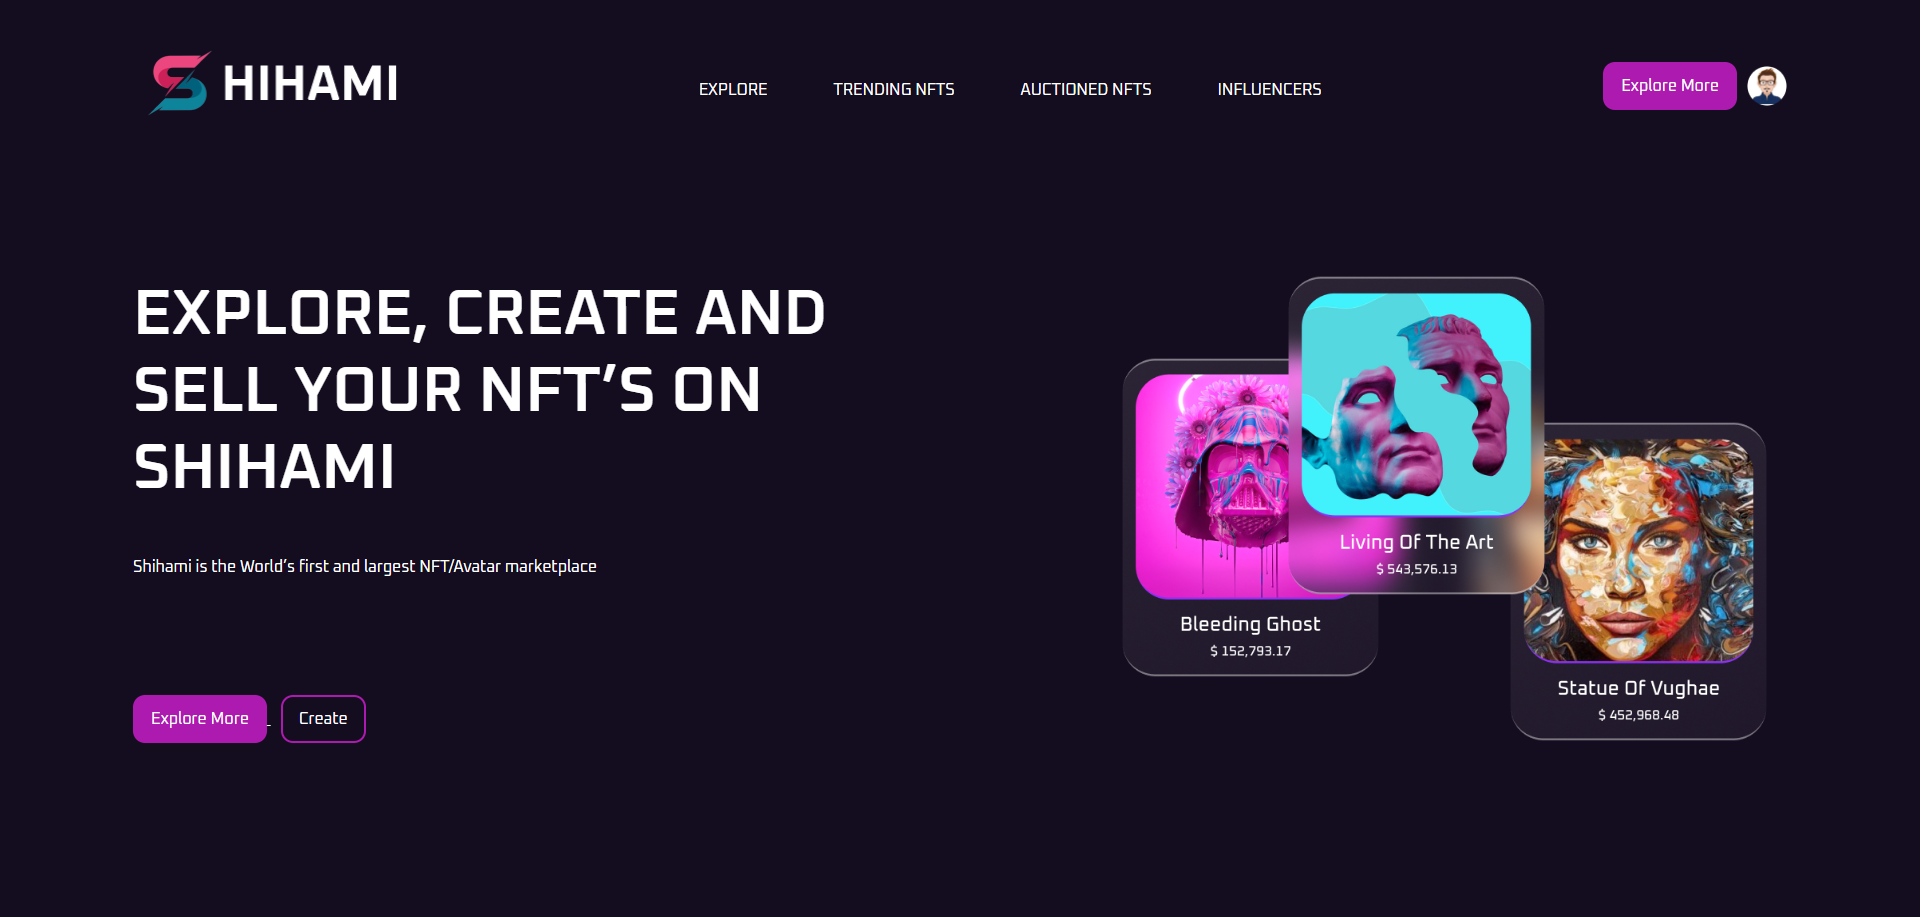 SHIHAMI
EXPLORE
TRENDING NFTS
AUCTIONED NFTS
INFLUENCERS
Explore More
EXPLORE, CREATE AND
SELL YOUR NFT’S ON
SHIHAMI
Shihami is the World’s first and largest NFT/Avatar marketplace
Explore More
Create
Living Of The Art
$ 543,576.13
Bleeding Ghost
$ 152,793.17
Statue Of Vughae
$ 452,968.48